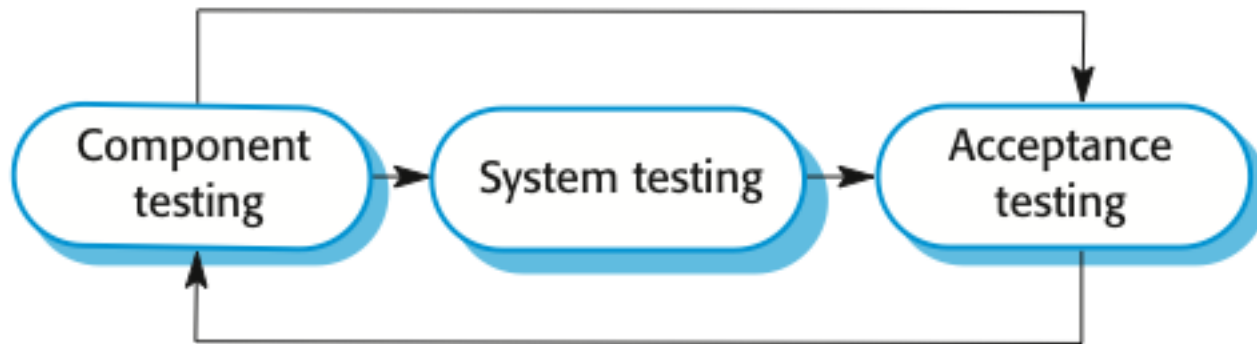 Component
testing
System testing
Acceptance
testing